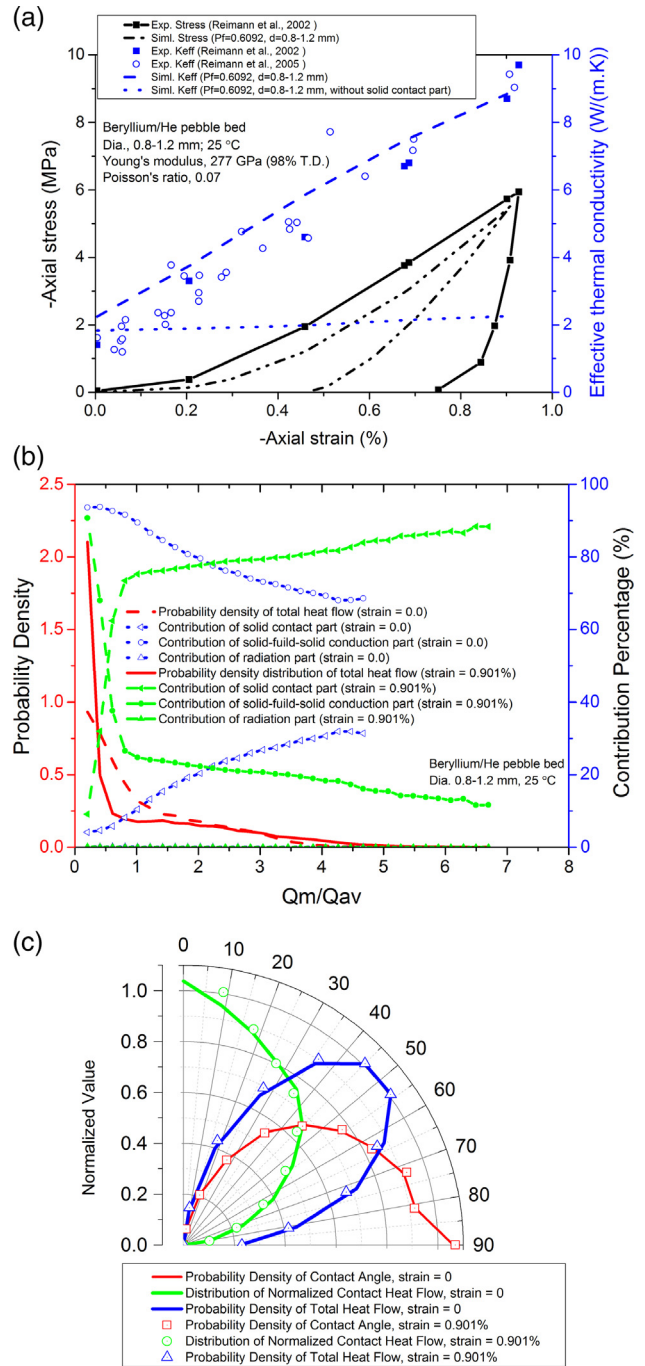 (a)
Exp. Stress (Reimann et al., 2002 )
Siml. Stress (Pf=0.6092, d=0.8-1.2 mm)
Exp. Keff (Reimann et al., 2002 )
Exp. Keff (Reimann et al., 2005 )
Siml. Keff (Pf=0.6092, d=0.8-1.2 mm)
Siml. Keff (Pf=0.6092, d=0.8-1.2 mm, without solid contact part)
Beryllium/He pebble bed
Dia., 0.8-1.2 mm; 25 °C
Young's modulus, 277 GPa (98% T.D.)
Poisson's ratio, 0.07
-Axial stress (MPa)
10
8
6
4
2
0
Effective thermal conductivity (W/(m.K))
10
8
6
4
2
0
0.0 0.2 0.4 0.6 0.8 1.0
-Axial strain (%)
(b)
Probability Density
2.5
2.0
1.5
1.0
0.5
0.0
Contribution Percentage (%)
100
80
60
40
20
0
Probability density of total heat flow (strain = 0.0)
Contribution of solid contact part (strain = 0.0)
Contribution of solid-fuild-solid conduction part (strain = 0.0)
Contribution of radiation part (strain = 0.0)
Probability density distribution of total heat flow (strain = 0.901%)
Contribution of solid contact part (strain = 0.901%)
Contribution of solid-fuild-solid conduction part (strain = 0.901%)
Contribution of radiation part (strain = 0.901%)
Beryllium/He pebble bed
Dia. 0.8-1.2 mm, 25 °C
0 1 2 3 4 5 6 7 8
Qm/Qav
(c)
0 10 20 30 40 50 60 70 80 90
Normalized Value
1.0
0.8
0.6
0.4
0.2
0.0
Probability Density of Contact Angle, strain = 0
Distribution of Normalized Contact Heat Flow, strain = 0
Probability Density of Total Heat Flow, strain = 0
Probability Density of Contact Angle, strain = 0.901%
Distribution of Normalized Contact Heat Flow, strain = 0.901%
Probability Density of Total Heat Flow, strain = 0.901%